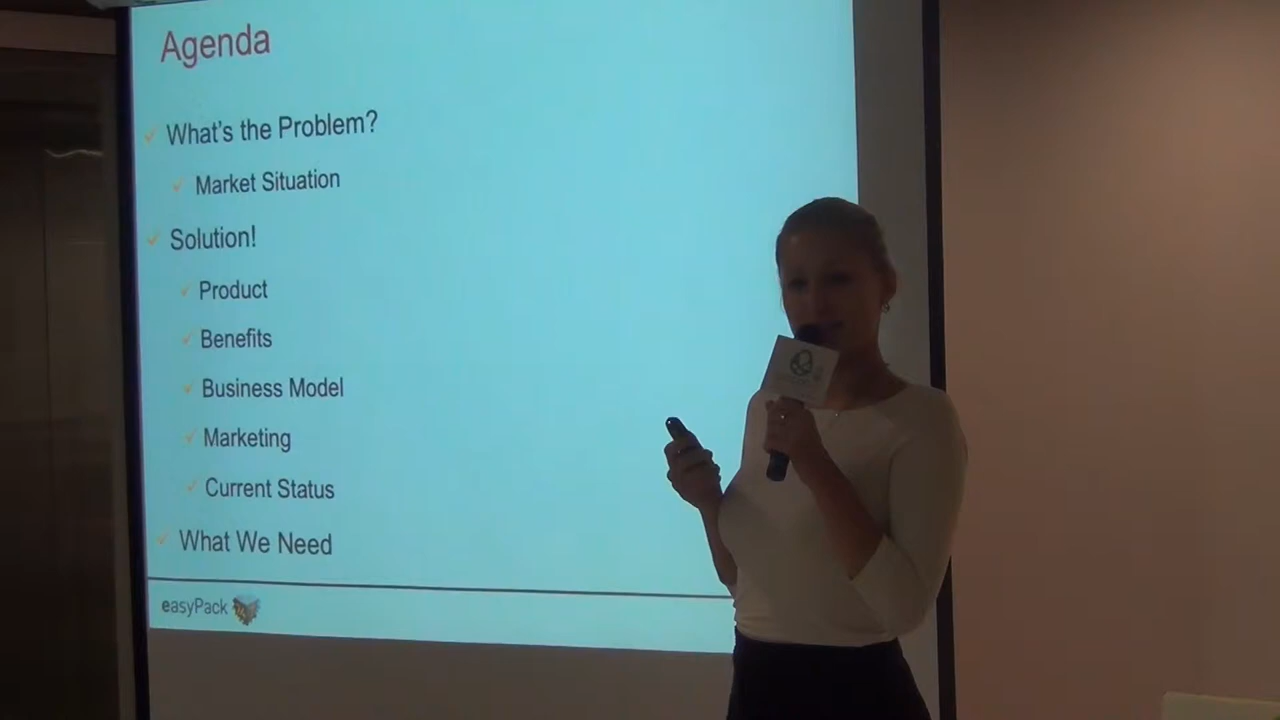 Agenda
What's the Problem?
Market Situation
Solution!
Product
Benefits
Business Model
Marketing
Current Status
What We Need
easyPack